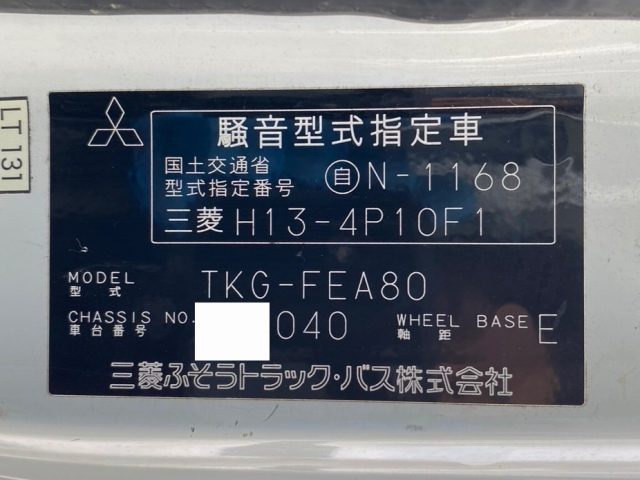 LT131
騒音型式指定車
国土交通省
型式指定番号 自N-1168
三菱 H13-4P10F1
MODEL
型式 TKG-FEA80
CHASSIS NO. 040 WHEEL BASE E
車台番号 軸距
三菱ふそうトラック・バス株式会社